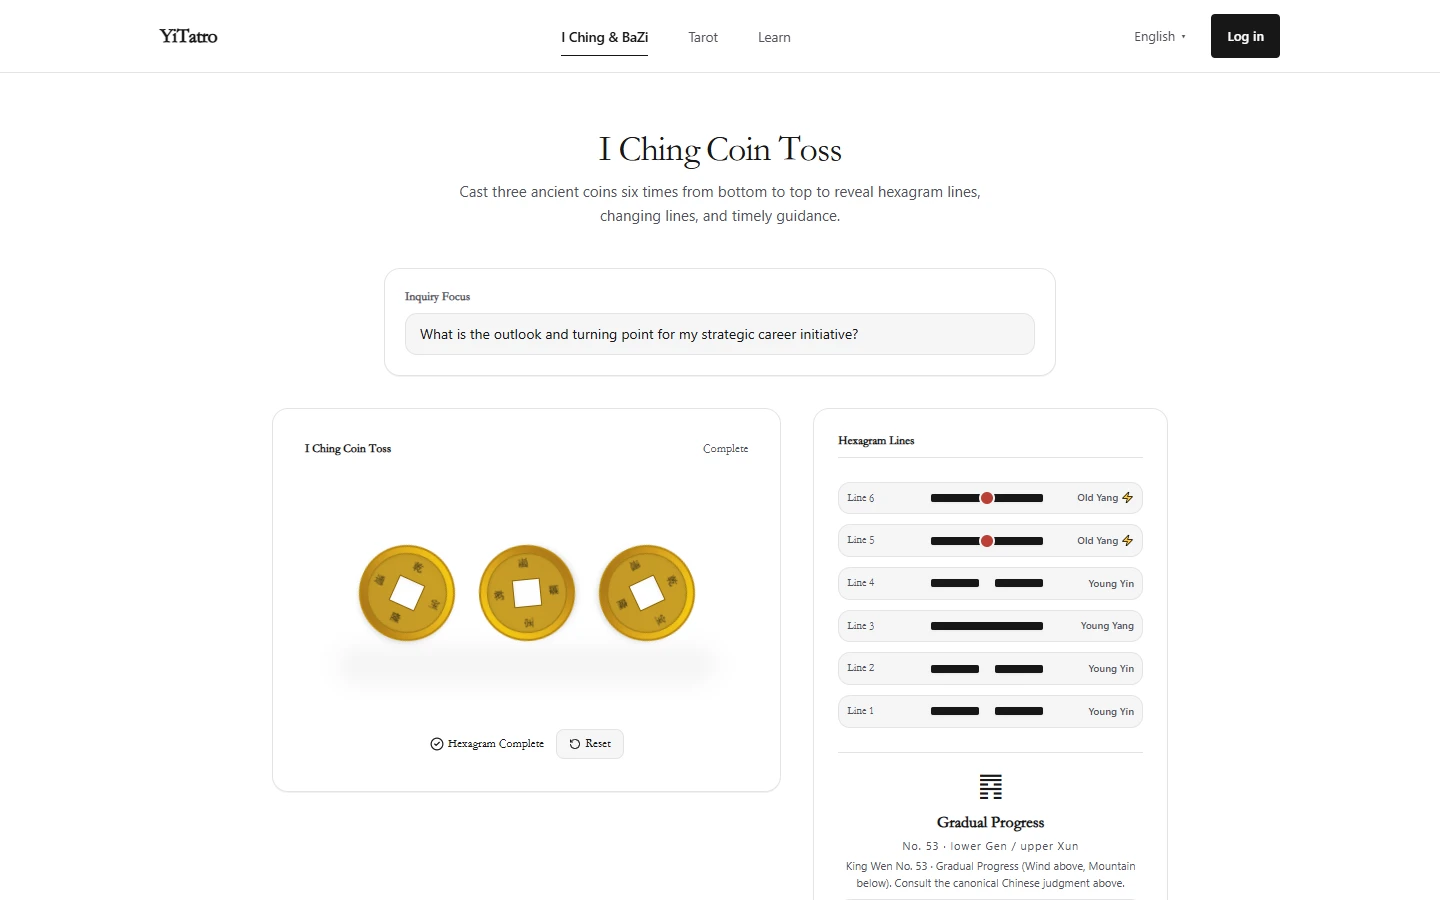 YiTatro
I Ching & BaZi
Tarot
Learn
English
Log in
I Ching Coin Toss
Cast three ancient coins six times from bottom to top to reveal hexagram lines,
changing lines, and timely guidance.
Inquiry Focus
What is the outlook and turning point for my strategic career initiative?
I Ching Coin Toss
Complete
Hexagram Complete
Reset
Hexagram Lines
Line 6
Old Yang ⚡
Line 5
Old Yang ⚡
Line 4
Young Yin
Line 3
Young Yang
Line 2
Young Yin
Line 1
Young Yin
䷴
Gradual Progress
No. 53 · lower Gen / upper Xun
King Wen No. 53 · Gradual Progress (Wind above, Mountain
below). Consult the canonical Chinese judgment above.